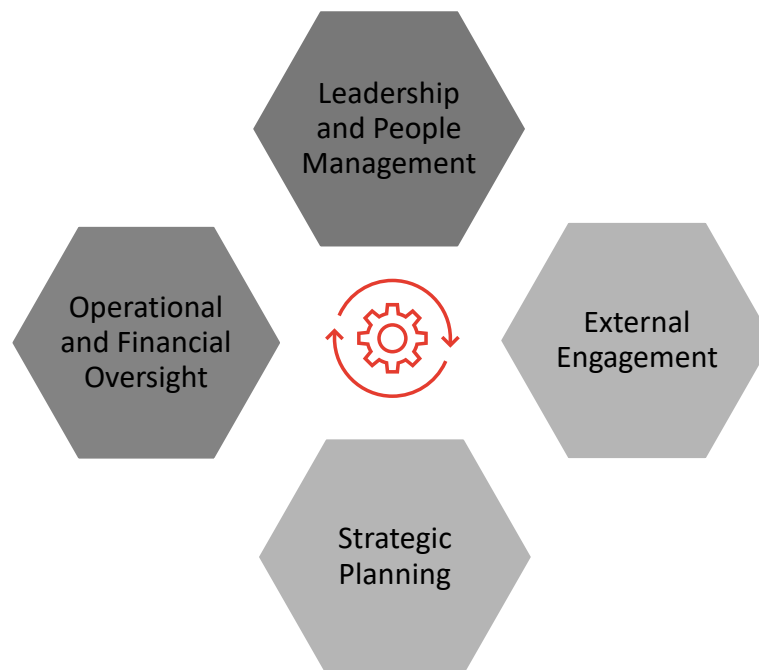 Leadership
and People
Management
Operational
and Financial
Oversight
External
Engagement
Strategic
Planning